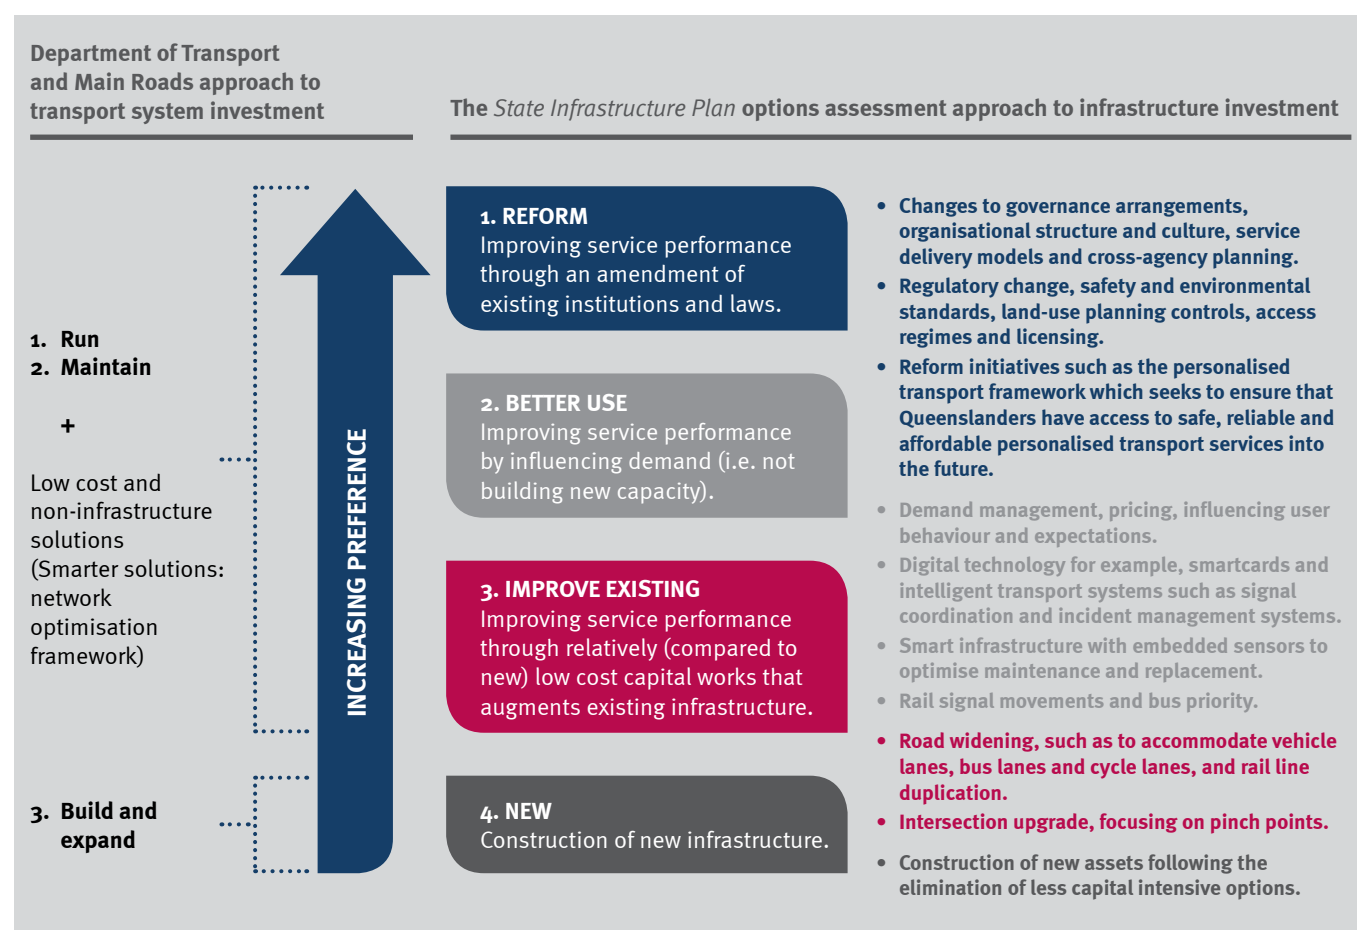 Department of Transport
and Main Roads approach to
transport system investment
The State Infrastructure Plan options assessment approach to infrastructure investment
1. Run
2. Maintain
+
Low cost and
non-infrastructure
solutions
(Smarter solutions:
network
optimisation
framework)
3. Build and
expand
INCREASING PREFERENCE
1. REFORM
Improving service performance
through an amendment of
existing institutions and laws.
2. BETTER USE
Improving service performance
by influencing demand (i.e. not
building new capacity).
3. IMPROVE EXISTING
Improving service performance
through relatively (compared to
new) low cost capital works that
augments existing infrastructure.
4. NEW
Construction of new infrastructure.
• Changes to governance arrangements,
organisational structure and culture, service
delivery models and cross-agency planning.
• Regulatory change, safety and environmental
standards, land-use planning controls, access
regimes and licensing.
• Reform initiatives such as the personalised
transport framework which seeks to ensure that
Queenslanders have access to safe, reliable and
affordable personalised transport services into
the future.
• Demand management, pricing, influencing user
behaviour and expectations.
• Digital technology for example, smartcards and
intelligent transport systems such as signal
coordination and incident management systems.
• Smart infrastructure with embedded sensors to
optimise maintenance and replacement.
• Rail signal movements and bus priority.
• Road widening, such as to accommodate vehicle
lanes, bus lanes and cycle lanes, and rail line
duplication.
• Intersection upgrade, focusing on pinch points.
• Construction of new assets following the
elimination of less capital intensive options.